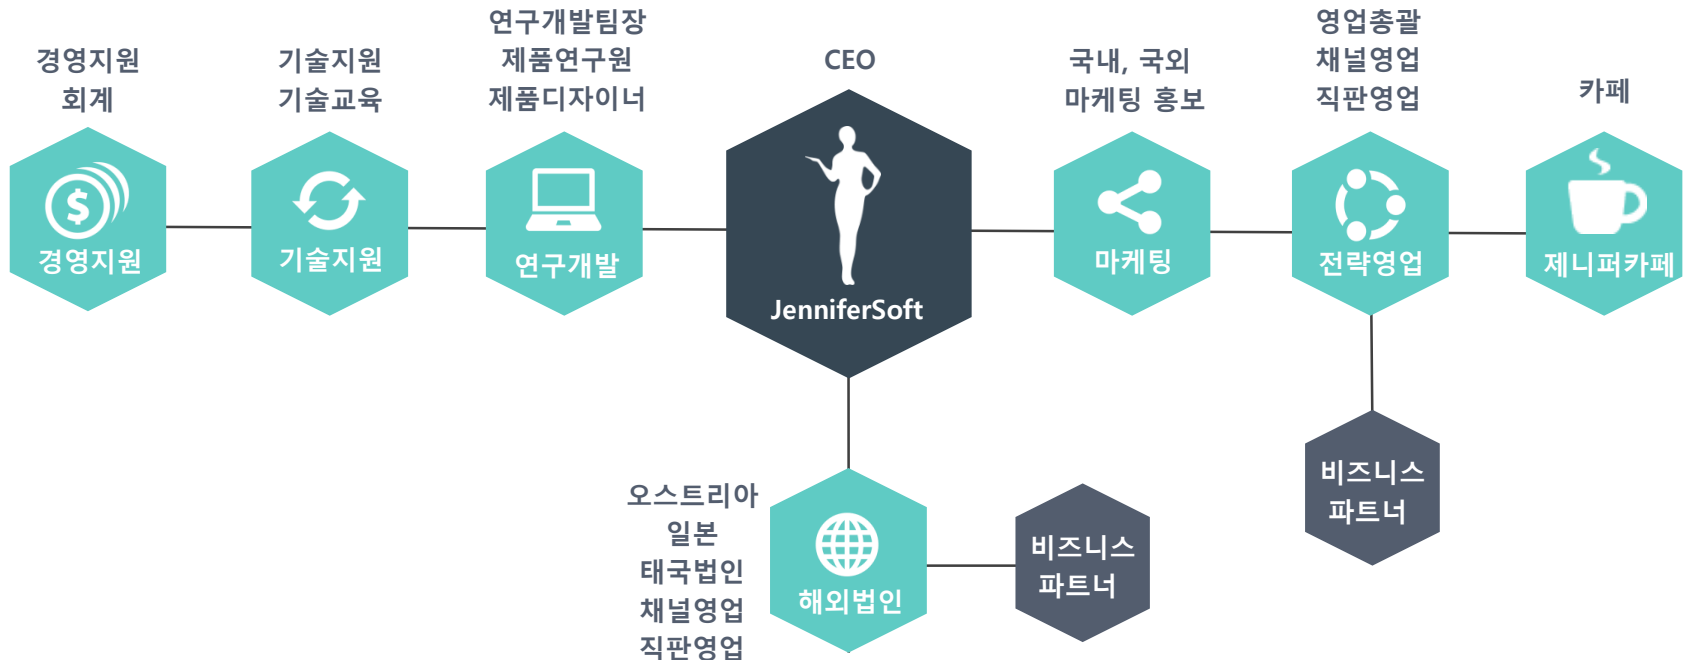 경영지원
회계
경영지원
기술지원
기술교육
기술지원
연구개발팀장
제품연구원
제품디자이너
연구개발
CEO
JenniferSoft
국내, 국외
마케팅 홍보
마케팅
영업총괄
채널영업
직판영업
전략영업
카페
제니퍼카페
비즈니스
파트너
오스트리아
일본
태국법인
채널영업
직판영업
해외법인
비즈니스
파트너